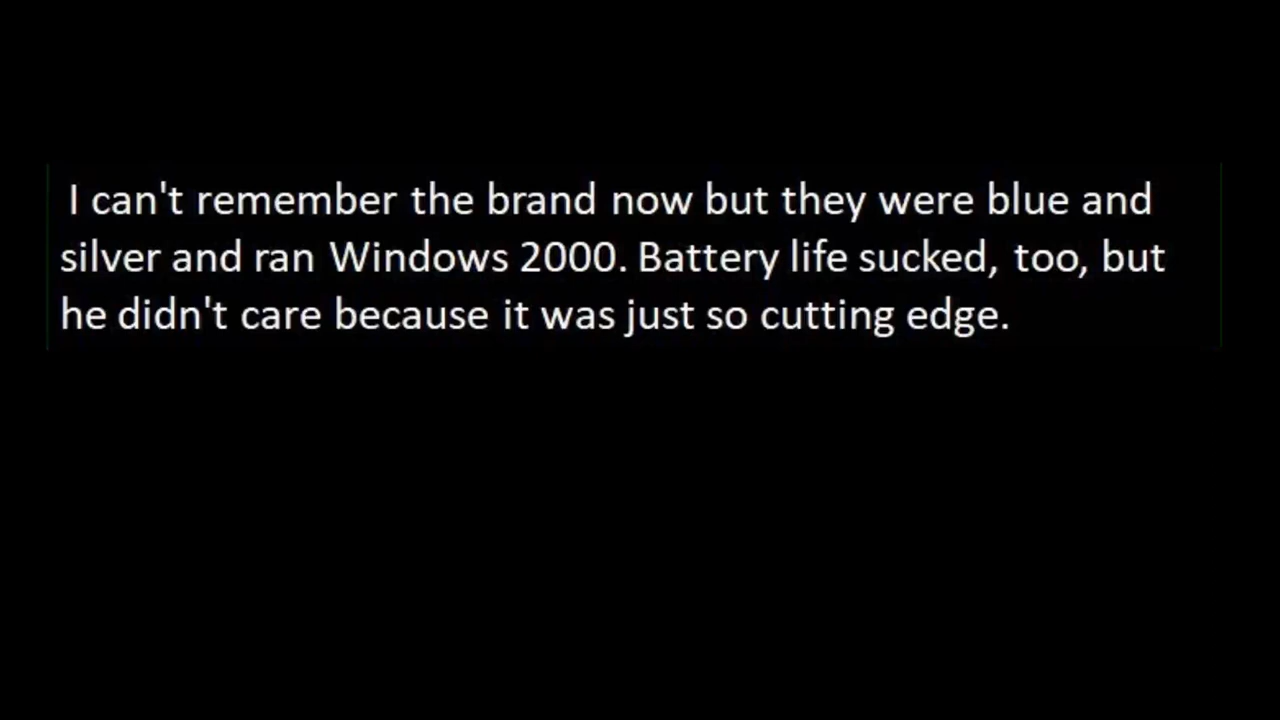 I can't remember the brand now but they were blue and
silver and ran Windows 2000. Battery life sucked, too, but
he didn't care because it was just so cutting edge.